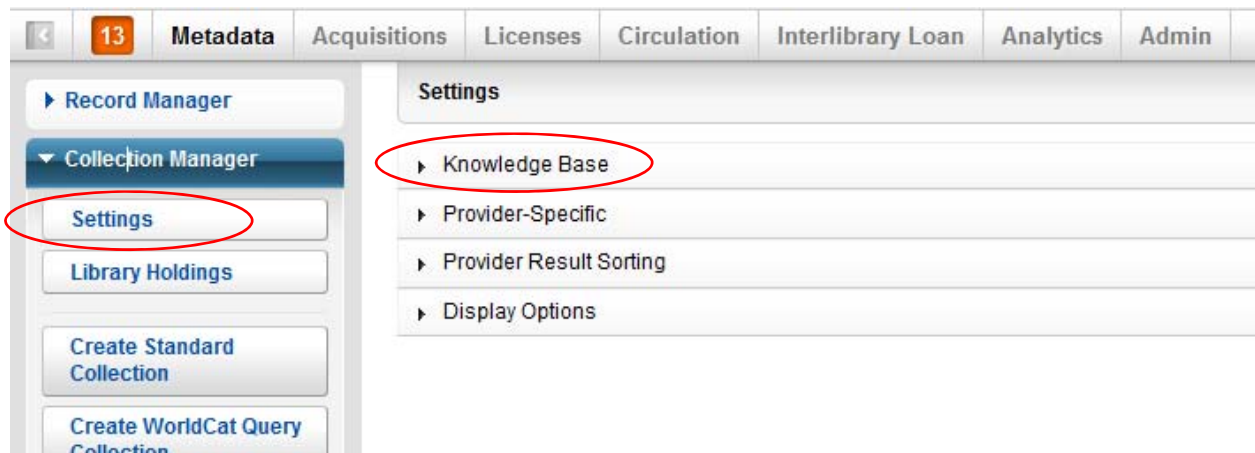 13 Metadata Acquisitions Licenses Circulation Interlibrary Loan Analytics Admin
Record Manager
Collection Manager
Settings
Library Holdings
Create Standard
Collection
Create WorldCat Query
Collection
Settings
Knowledge Base
Provider-Specific
Provider Result Sorting
Display Options